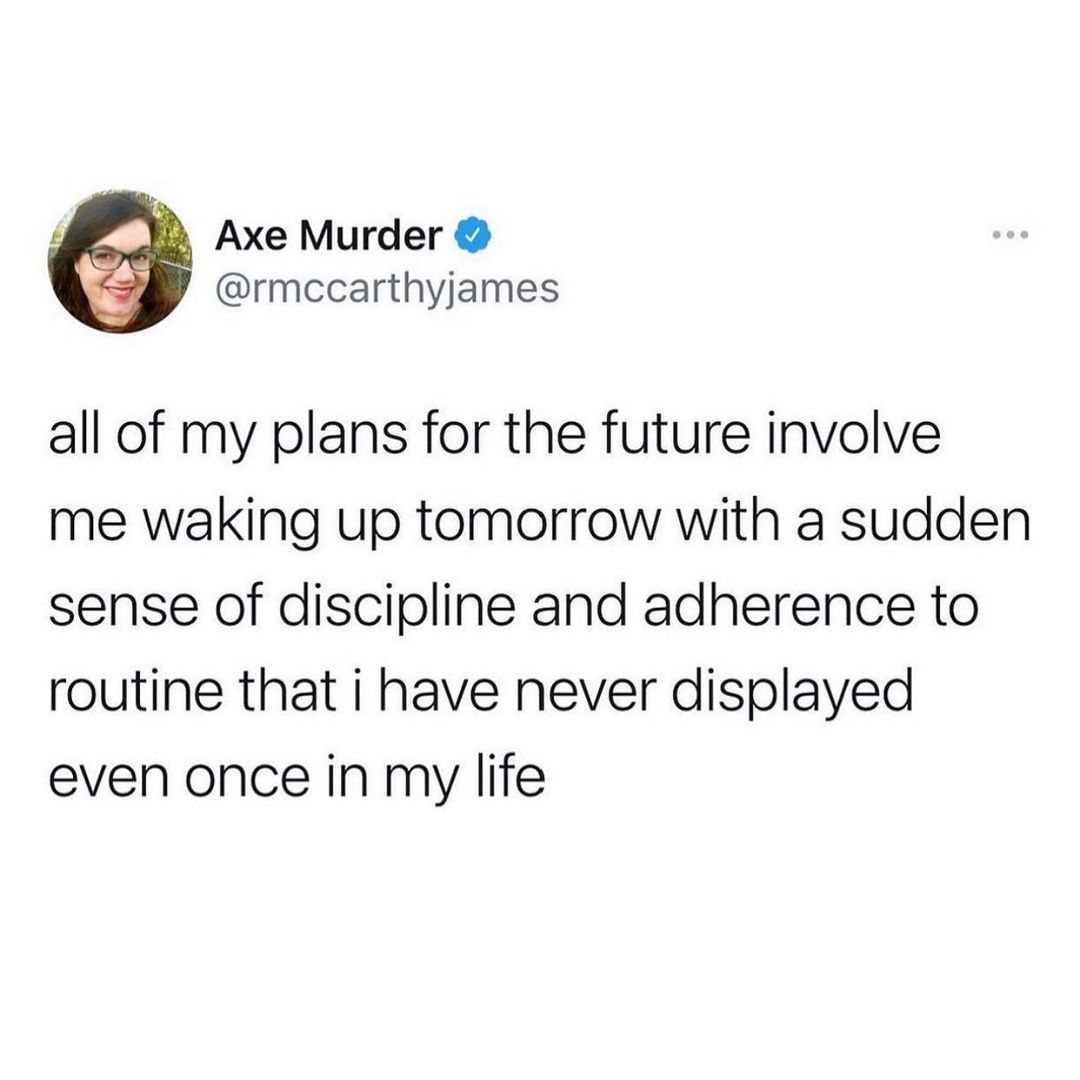 Axe Murder
@rmccarthyjames
all of my plans for the future involve
me waking up tomorrow with a sudden
sense of discipline and adherence to
routine that i have never displayed
even once in my life